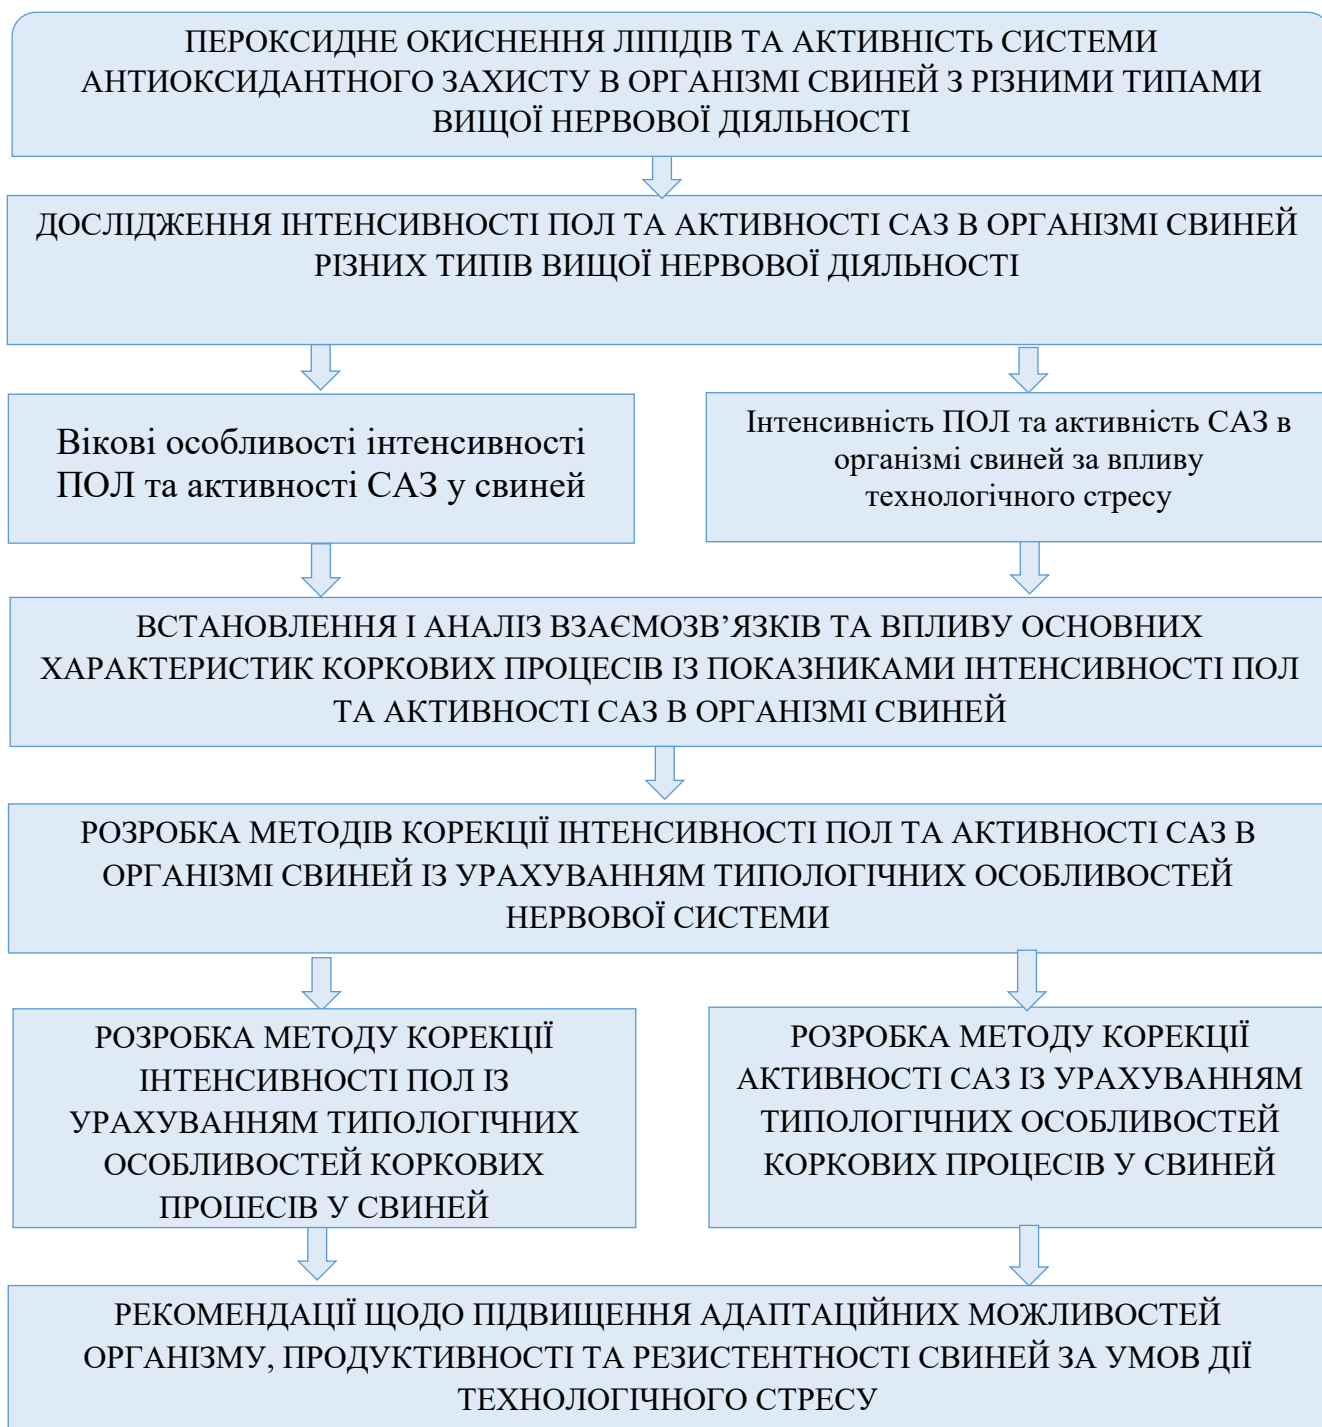 ПЕРОКСИДНЕ ОКИСНЕННЯ ЛІПІДІВ ТА АКТИВНІСТЬ СИСТЕМИ
АНТИОКСИДАНТНОГО ЗАХИСТУ В ОРГАНІЗМІ СВИНЕЙ З РІЗНИМИ ТИПАМИ
ВИЩОЇ НЕРВОВОЇ ДІЯЛЬНОСТІ
ДОСЛІДЖЕННЯ ІНТЕНСИВНОСТІ ПОЛ ТА АКТИВНОСТІ САЗ В ОРГАНІЗМІ СВИНЕЙ
РІЗНИХ ТИПІВ ВИЩОЇ НЕРВОВОЇ ДІЯЛЬНОСТІ
Вікові особливості інтенсивності
ПОЛ та активності САЗ у свиней
Інтенсивність ПОЛ та активність САЗ в
організмі свиней за впливу
технологічного стресу
ВСТАНОВЛЕННЯ І АНАЛІЗ ВЗАЄМОЗВ’ЯЗКІВ ТА ВПЛИВУ ОСНОВНИХ
ХАРАКТЕРИСТИК КОРКОВИХ ПРОЦЕСІВ ІЗ ПОКАЗНИКАМИ ІНТЕНСИВНОСТІ ПОЛ
ТА АКТИВНОСТІ САЗ В ОРГАНІЗМІ СВИНЕЙ
РОЗРОБКА МЕТОДІВ КОРЕКЦІЇ ІНТЕНСИВНОСТІ ПОЛ ТА АКТИВНОСТІ САЗ В
ОРГАНІЗМІ СВИНЕЙ ІЗ УРАХУВАННЯМ ТИПОЛОГІЧНИХ ОСОБЛИВОСТЕЙ
НЕРВОВОЇ СИСТЕМИ
РОЗРОБКА МЕТОДУ КОРЕКЦІЇ
ІНТЕНСИВНОСТІ ПОЛ ІЗ
УРАХУВАННЯМ ТИПОЛОГІЧНИХ
ОСОБЛИВОСТЕЙ КОРКОВИХ
ПРОЦЕСІВ У СВИНЕЙ
РОЗРОБКА МЕТОДУ КОРЕКЦІЇ
АКТИВНОСТІ САЗ ІЗ УРАХУВАННЯМ
ТИПОЛОГІЧНИХ ОСОБЛИВОСТЕЙ
КОРКОВИХ ПРОЦЕСІВ У СВИНЕЙ
РЕКОМЕНДАЦІЇ ЩОДО ПІДВИЩЕННЯ АДАПТАЦІЙНИХ МОЖЛИВОСТЕЙ
ОРГАНІЗМУ, ПРОДУКТИВНОСТІ ТА РЕЗИСТЕНТНОСТІ СВИНЕЙ ЗА УМОВ ДІЇ
ТЕХНОЛОГІЧНОГО СТРЕСУ